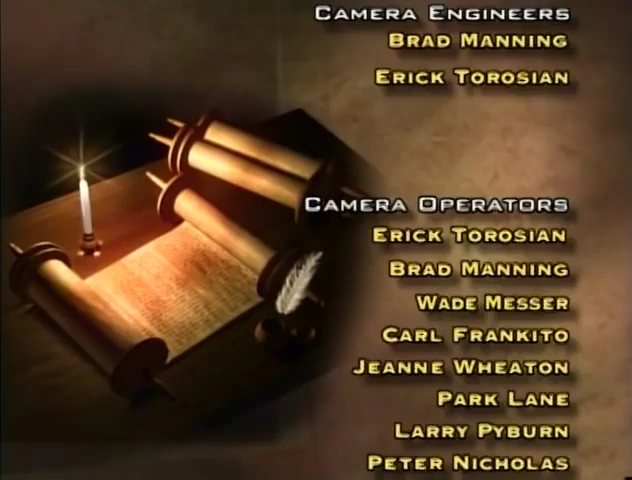 CAMERA ENGINEERS
BRAD MANNING
ERICK TOROSIAN
CAMERA OPERATORS
ERICK TOROSIAN
BRAD MANNING
WADE MESSER
CARL FRANKITO
JEANNE WHEATON
PARK LANE
LARRY PYBURN
PETER NICHOLAS